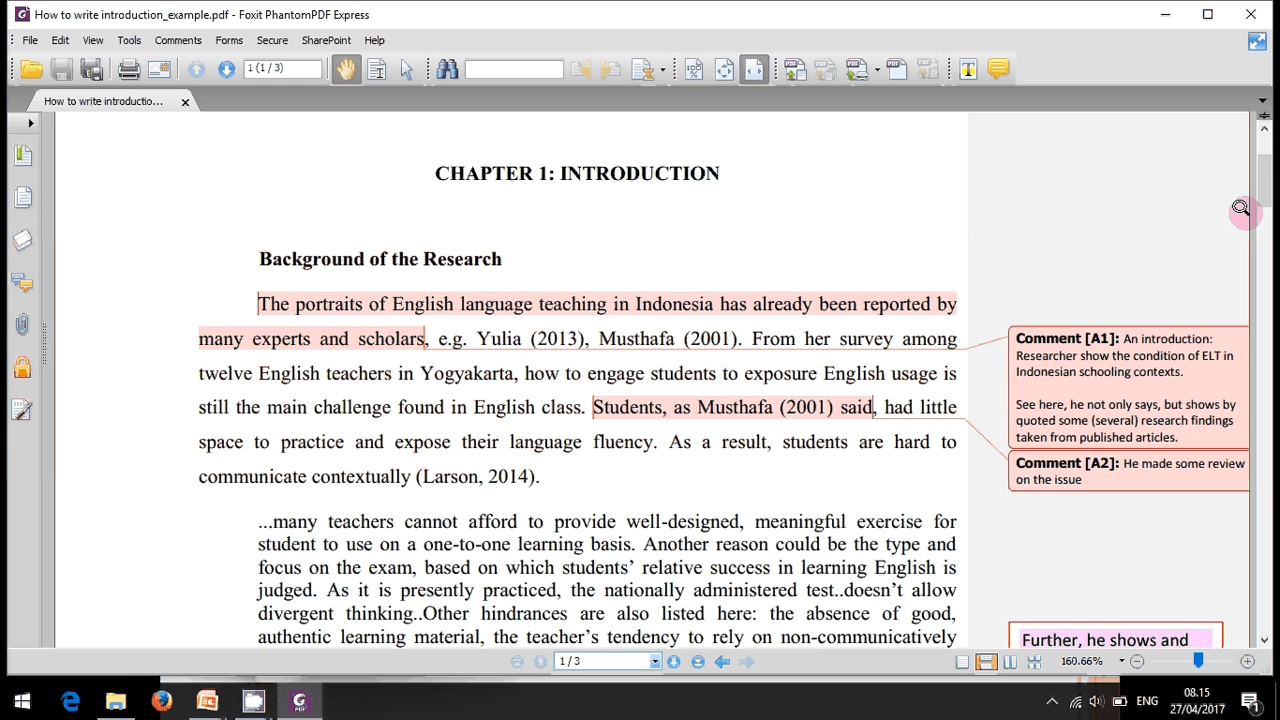 How to write introduction_example.pdf - Foxit PhantomPDF Express
File Edit View Tools Comments Forms Secure SharePoint Help
1 (1 / 3)
How to write introductio...
CHAPTER 1: INTRODUCTION
Background of the Research
The portraits of English language teaching in Indonesia has already been reported by
many experts and scholars, e.g. Yulia (2013), Musthafa (2001). From her survey among
twelve English teachers in Yogyakarta, how to engage students to exposure English usage is
still the main challenge found in English class. Students, as Musthafa (2001) said, had little
space to practice and expose their language fluency. As a result, students are hard to
communicate contextually (Larson, 2014).
...many teachers cannot afford to provide well-designed, meaningful exercise for
student to use on a one-to-one learning basis. Another reason could be the type and
focus on the exam, based on which students’ relative success in learning English is
judged. As it is presently practiced, the nationally administered test..doesn’t allow
divergent thinking..Other hindrances are also listed here: the absence of good,
authentic learning material, the teacher’s tendency to rely on non-communicatively
Comment [A1]: An introduction:
Researcher show the condition of ELT in
Indonesian schooling contexts.
See here, he not only says, but shows by
quoted some (several) research findings
taken from published articles.
Comment [A2]: He made some review
on the issue
Further, he shows and
1 / 3
160.66%
ENG
08.15
27/04/2017